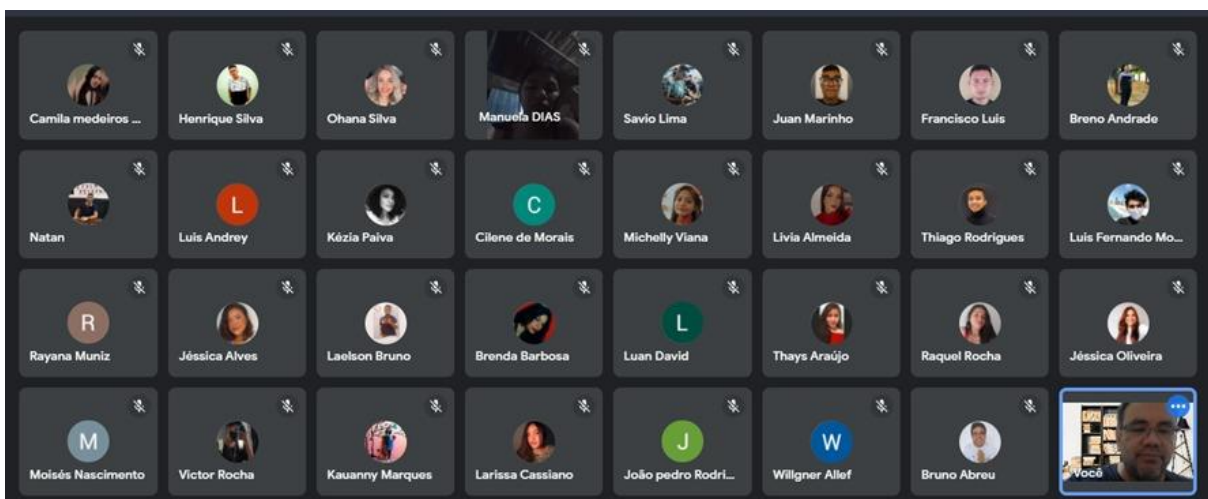 Camila medeiros ...
Henrique Silva
Ohana Silva
Manuela DIAS
Savio Lima
Juan Marinho
Francisco Luis
Breno Andrade
Natan
L
Luis Andrey
Kézia Paiva
C
Cilene de Morais
Michelly Viana
Livia Almeida
Thiago Rodrigues
Luis Fernando Mo...
R
Rayana Muniz
Jéssica Alves
Laelson Bruno
Brenda Barbosa
L
Luan David
Thays Araújo
Raquel Rocha
Jéssica Oliveira
M
Moisés Nascimento
Victor Rocha
Kauanny Marques
Larissa Cassiano
J
João pedro Rodri...
W
Willgner Allef
Bruno Abreu
Você